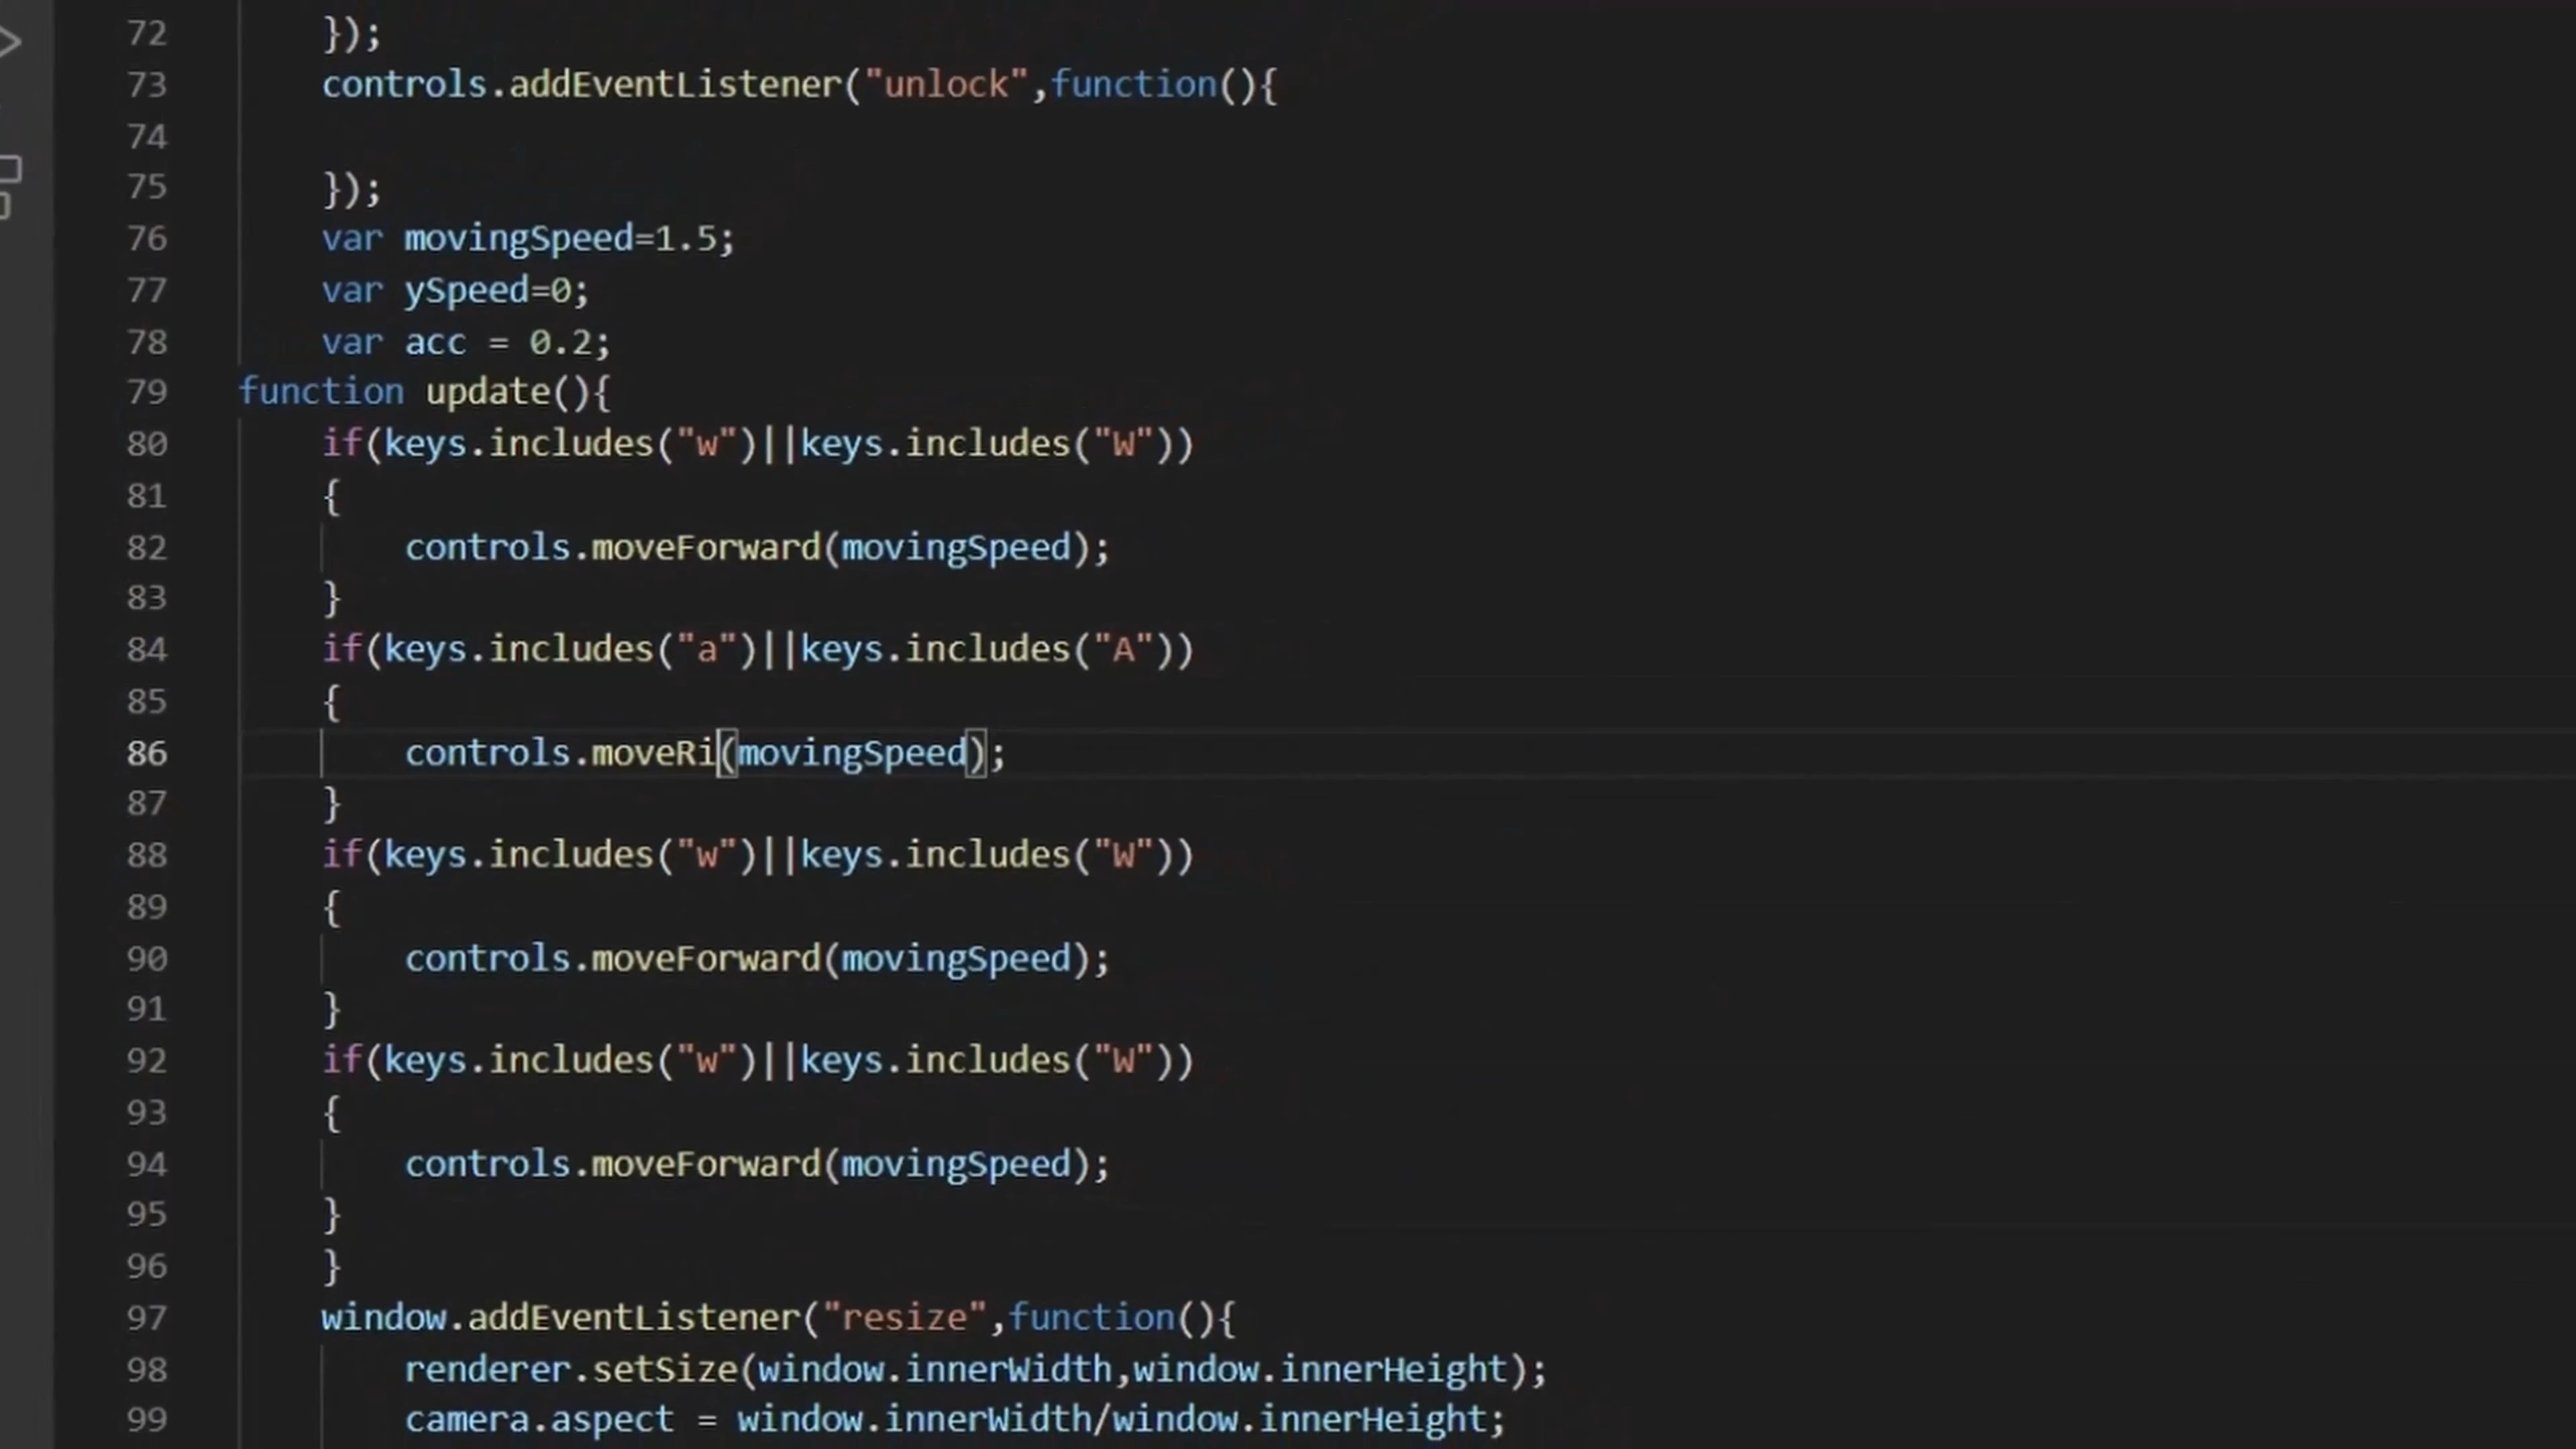 72 });
73 controls.addEventListener("unlock",function(){
74
75 });
76 var movingSpeed=1.5;
77 var ySpeed=0;
78 var acc = 0.2;
79 function update(){
80 if(keys.includes("w")||keys.includes("W"))
81 {
82 controls.moveForward(movingSpeed);
83 }
84 if(keys.includes("a")||keys.includes("A"))
85 {
86 controls.moveRi(movingSpeed);
87 }
88 if(keys.includes("w")||keys.includes("W"))
89 {
90 controls.moveForward(movingSpeed);
91 }
92 if(keys.includes("w")||keys.includes("W"))
93 {
94 controls.moveForward(movingSpeed);
95 }
96 }
97 window.addEventListener("resize",function(){
98 renderer.setSize(window.innerWidth,window.innerHeight);
99 camera.aspect = window.innerWidth/window.innerHeight;